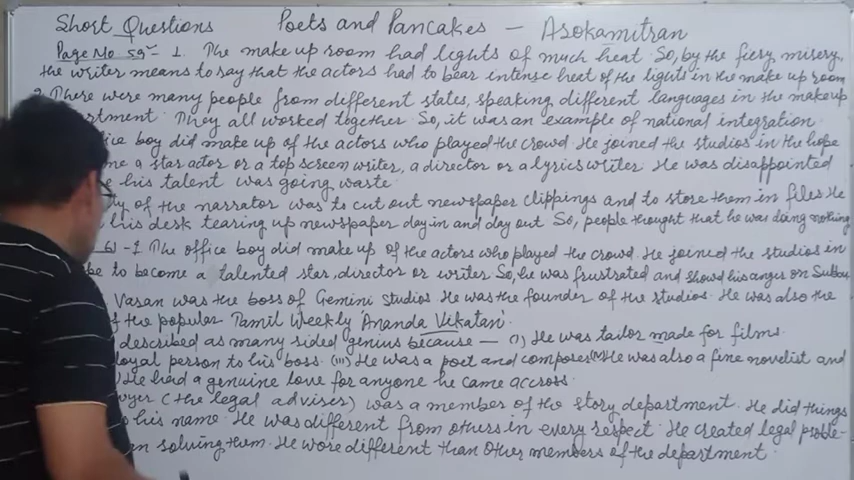 Short Questions Poets and Pancakes - Asokamitran
Page No. 59 - 1. The make up room had lights of much heat. So, by the fiery misery,
the writer means to say that the actors had to bear intense heat of the lights in the make up room
2. There were many people from different states, speaking different languages in the makeup
artment. They all worked together. So, it was an example of national integration.
ice boy did make up of the actors who played the crowd. He joined the studios in the hope
me a star actor or a top screen writer, a director or a lyrics writer. He was disappointed
his talent was going waste
ty of the narrator was to cut out newspaper clippings and to store them in files. He
his desk tearing up newspaper day in and day out. So, people thought that he was doing nothing
61 - 1 The office boy did make up of the actors who played the crowd. He joined the studios in
pe to become a talented star, director or writer. So, he was frustrated and showed his anger on Subbu
Vasan was the boss of Gemini Studios. He was the founder of the studios. He was also the
f the popular Tamil Weekly 'Ananda Vikatan'.
described as many sided genius because - (i) He was tailor made for films.
loyal person to his boss. (iii) He was a poet and composer (iv) He was also a fine novelist and
) He had a genuine love for anyone he came accross.
wyer (the legal adviser) was a member of the story department. He did things
his name. He was different from others in every respect. He created legal proble-
en solving them. He wore different than other members of the department.